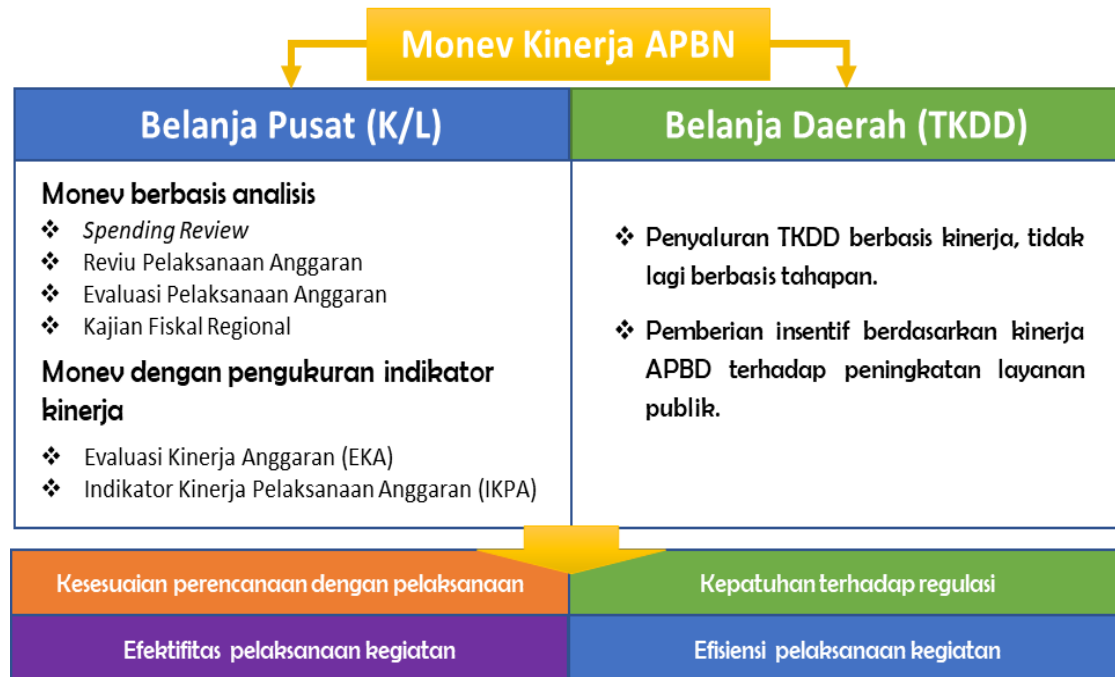 Monev Kinerja APBN
Belanja Pusat (K/L)
Monev berbasis analisis
❖ Spending Review
❖ Reviu Pelaksanaan Anggaran
❖ Evaluasi Pelaksanaan Anggaran
❖ Kajian Fiskal Regional
Monev dengan pengukuran indikator
kinerja
❖ Evaluasi Kinerja Anggaran (EKA)
❖ Indikator Kinerja Pelaksanaan Anggaran (IKPA)
Belanja Daerah (TKDD)
❖ Penyaluran TKDD berbasis kinerja, tidak
lagi berbasis tahapan.
❖ Pemberian insentif berdasarkan kinerja
APBD terhadap peningkatan layanan
publik.
Kesesuaian perencanaan dengan pelaksanaan
Kepatuhan terhadap regulasi
Efektifitas pelaksanaan kegiatan
Efisiensi pelaksanaan kegiatan